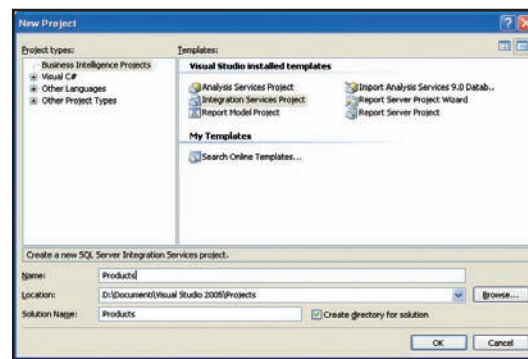 New Project
Project types:
Templates:
Business Intelligence Projects
Visual C#
Other Languages
Other Project Types
Visual Studio installed templates
Analysis Services Project
Integration Services Project
Report Model Project
Import Analysis Services 9.0 Datab..
Report Server Project Wizard
Report Server Project
My Templates
Search Online Templates...
Create a new SQL Server Integration Services project.
Name:
Products
Location:
D:\Documenti\Visual Studio 2005\Projects
Browse...
Solution Name:
Products
Create directory for solution
OK
Cancel